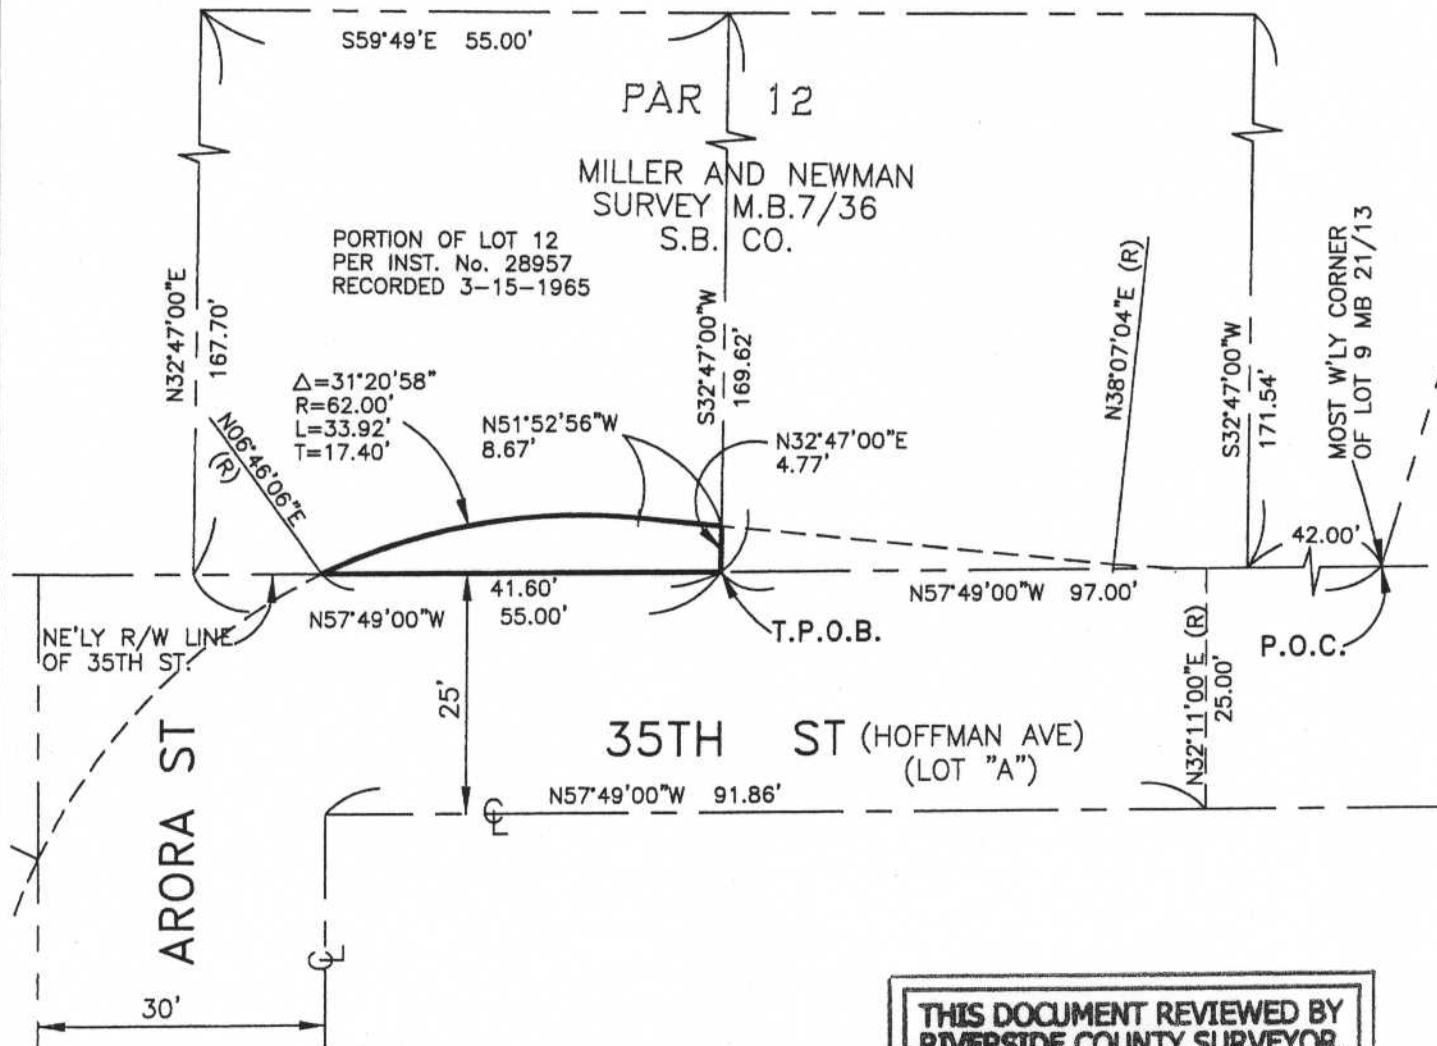 S59°49'E 55.00'
PAR 12
MILLER AND NEWMAN
SURVEY M.B.7/36
S.B. CO.
PORTION OF LOT 12
PER INST. No. 28957
RECORDED 3-15-1965
N32°47'00"E
167.70'
S32°47'00"W
169.62'
N38°07'04"E (R)
S32°47'00"W
171.54'
MOST W'LY CORNER
OF LOT 9 MB 21/13
Δ=31°20'58"
R=62.00'
L=33.92'
T=17.40'
N06°46'06"E
(R)
N51°52'56"W
8.67'
N32°47'00"E
4.77'
42.00'
41.60'
N57°49'00"W 55.00'
N57°49'00"W 97.00'
T.P.O.B.
P.O.C.
NE'LY R/W LINE
OF 35TH ST.
25'
N32°11'00"E (R)
25.00'
35TH ST (HOFFMAN AVE)
(LOT "A")
N57°49'00"W 91.86'
CL
ARORA ST
CL
30'
THIS DOCUMENT REVIEWED BY
RIVERSIDE COUNTY SURVEYOR